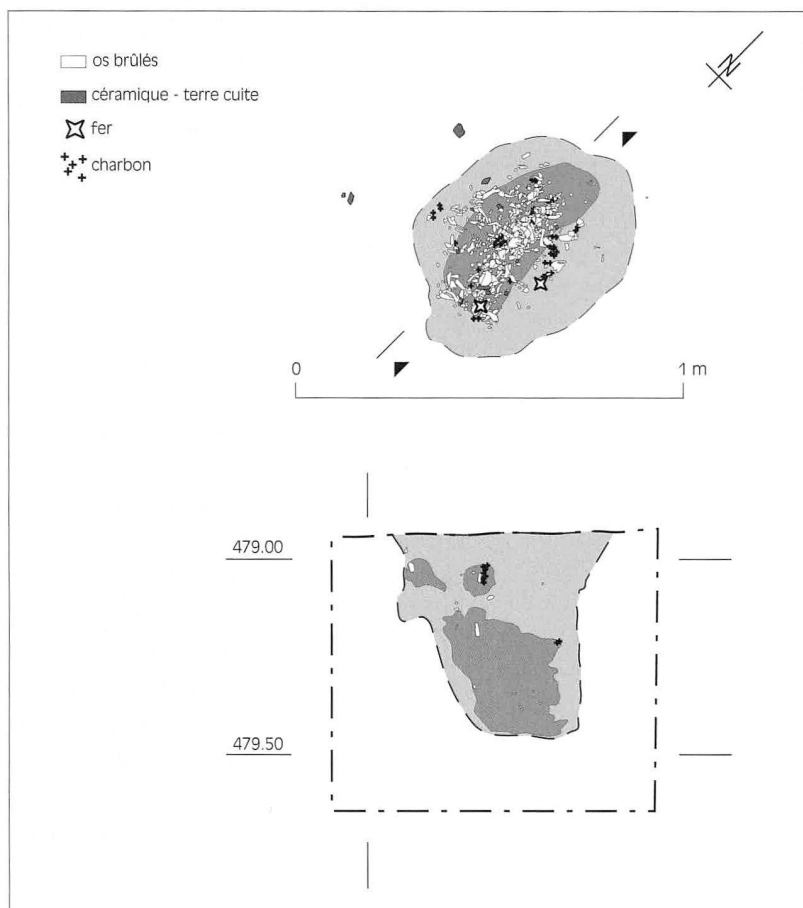 os brûlés
céramique - terre cuite
fer
charbon
N
0 1 m
479.00
479.50